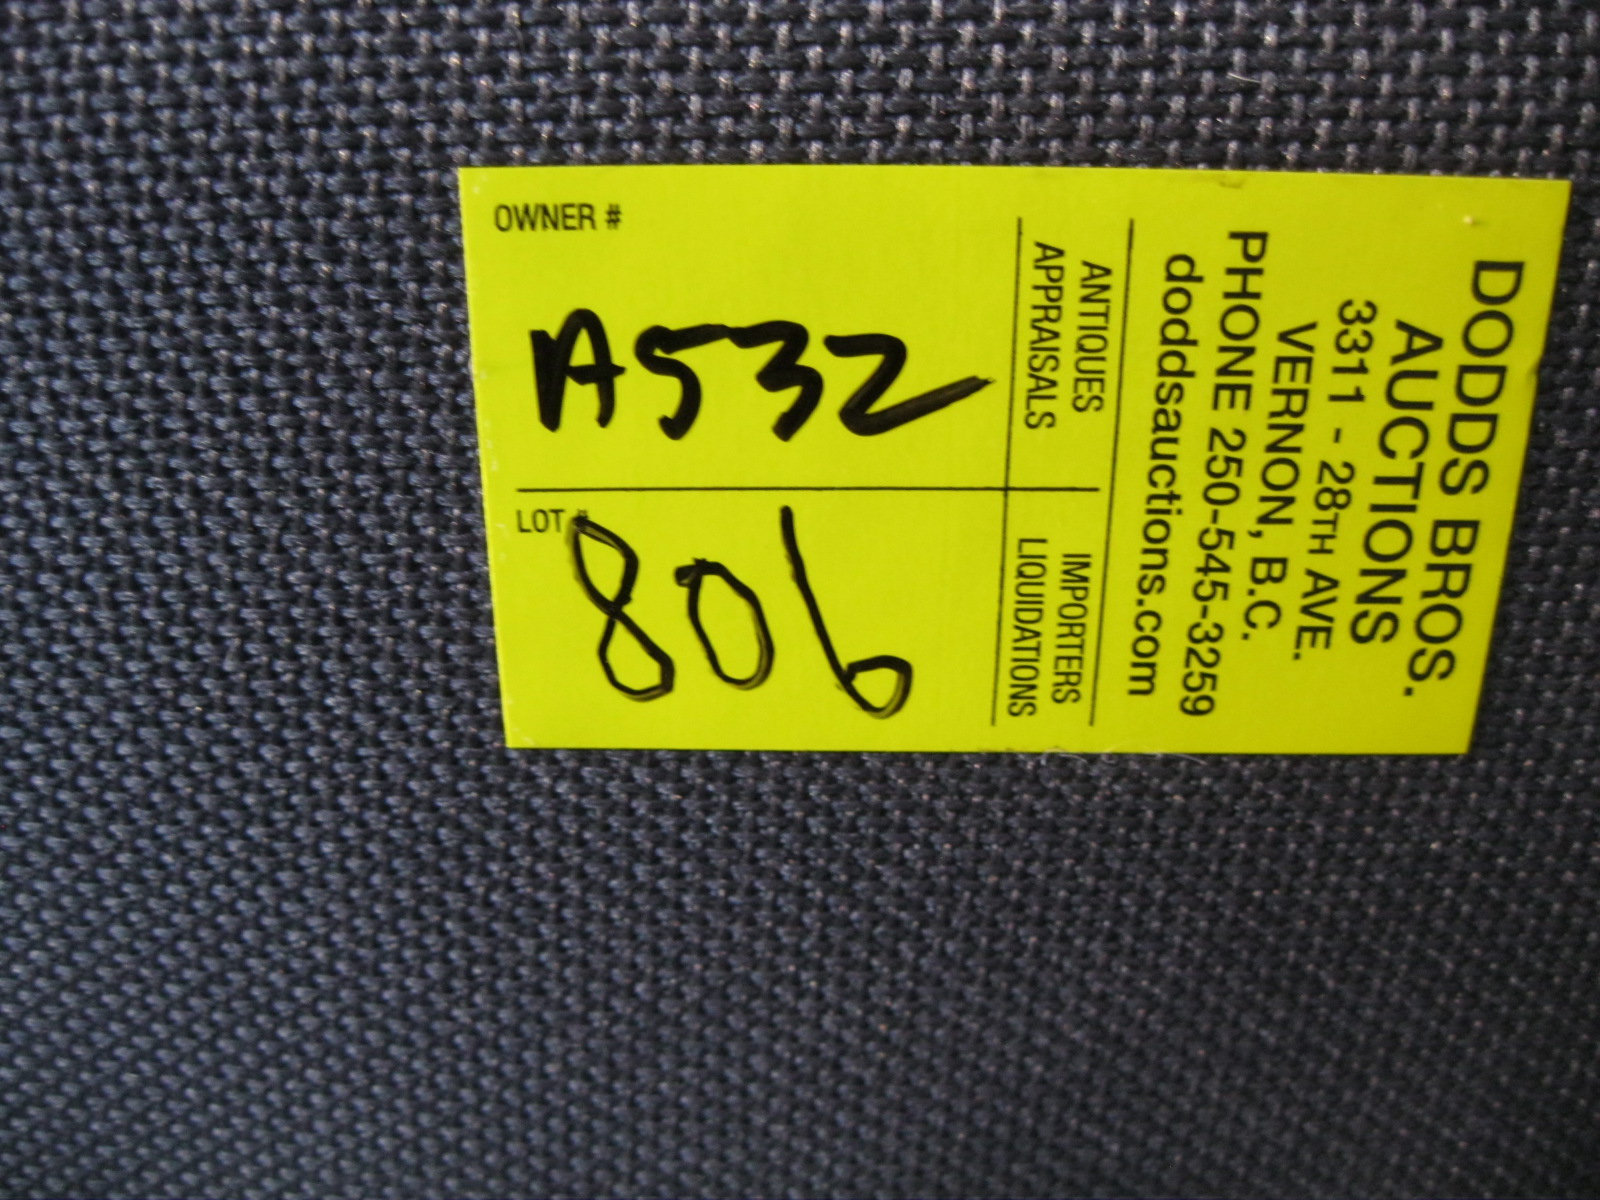 DODDS BROS.
AUCTIONS
3311 - 28TH AVE.
VERNON, B.C.
PHONE 250-545-3259
doddsauctions.com
ANTIQUES
APPRAISALS
IMPORTERS
LIQUIDATIONS
OWNER #
A532
LOT #
806